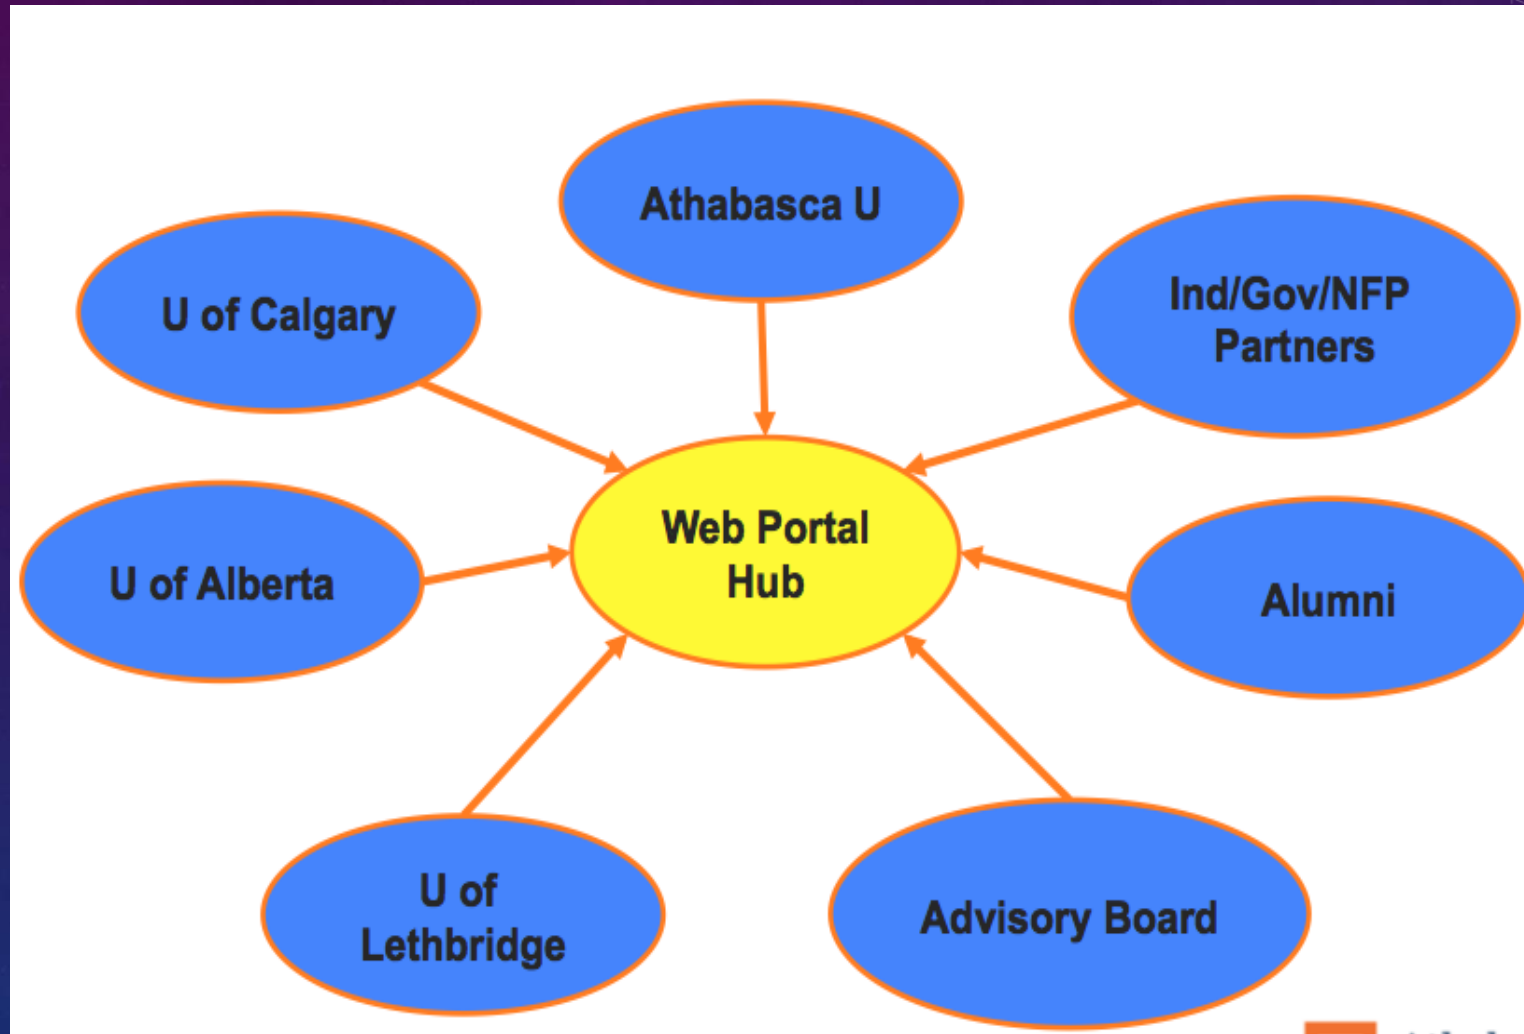 Athabasca U
U of Calgary
Ind/Gov/NFP
Partners
Web Portal
Hub
U of Alberta
Alumni
U of
Lethbridge
Advisory Board